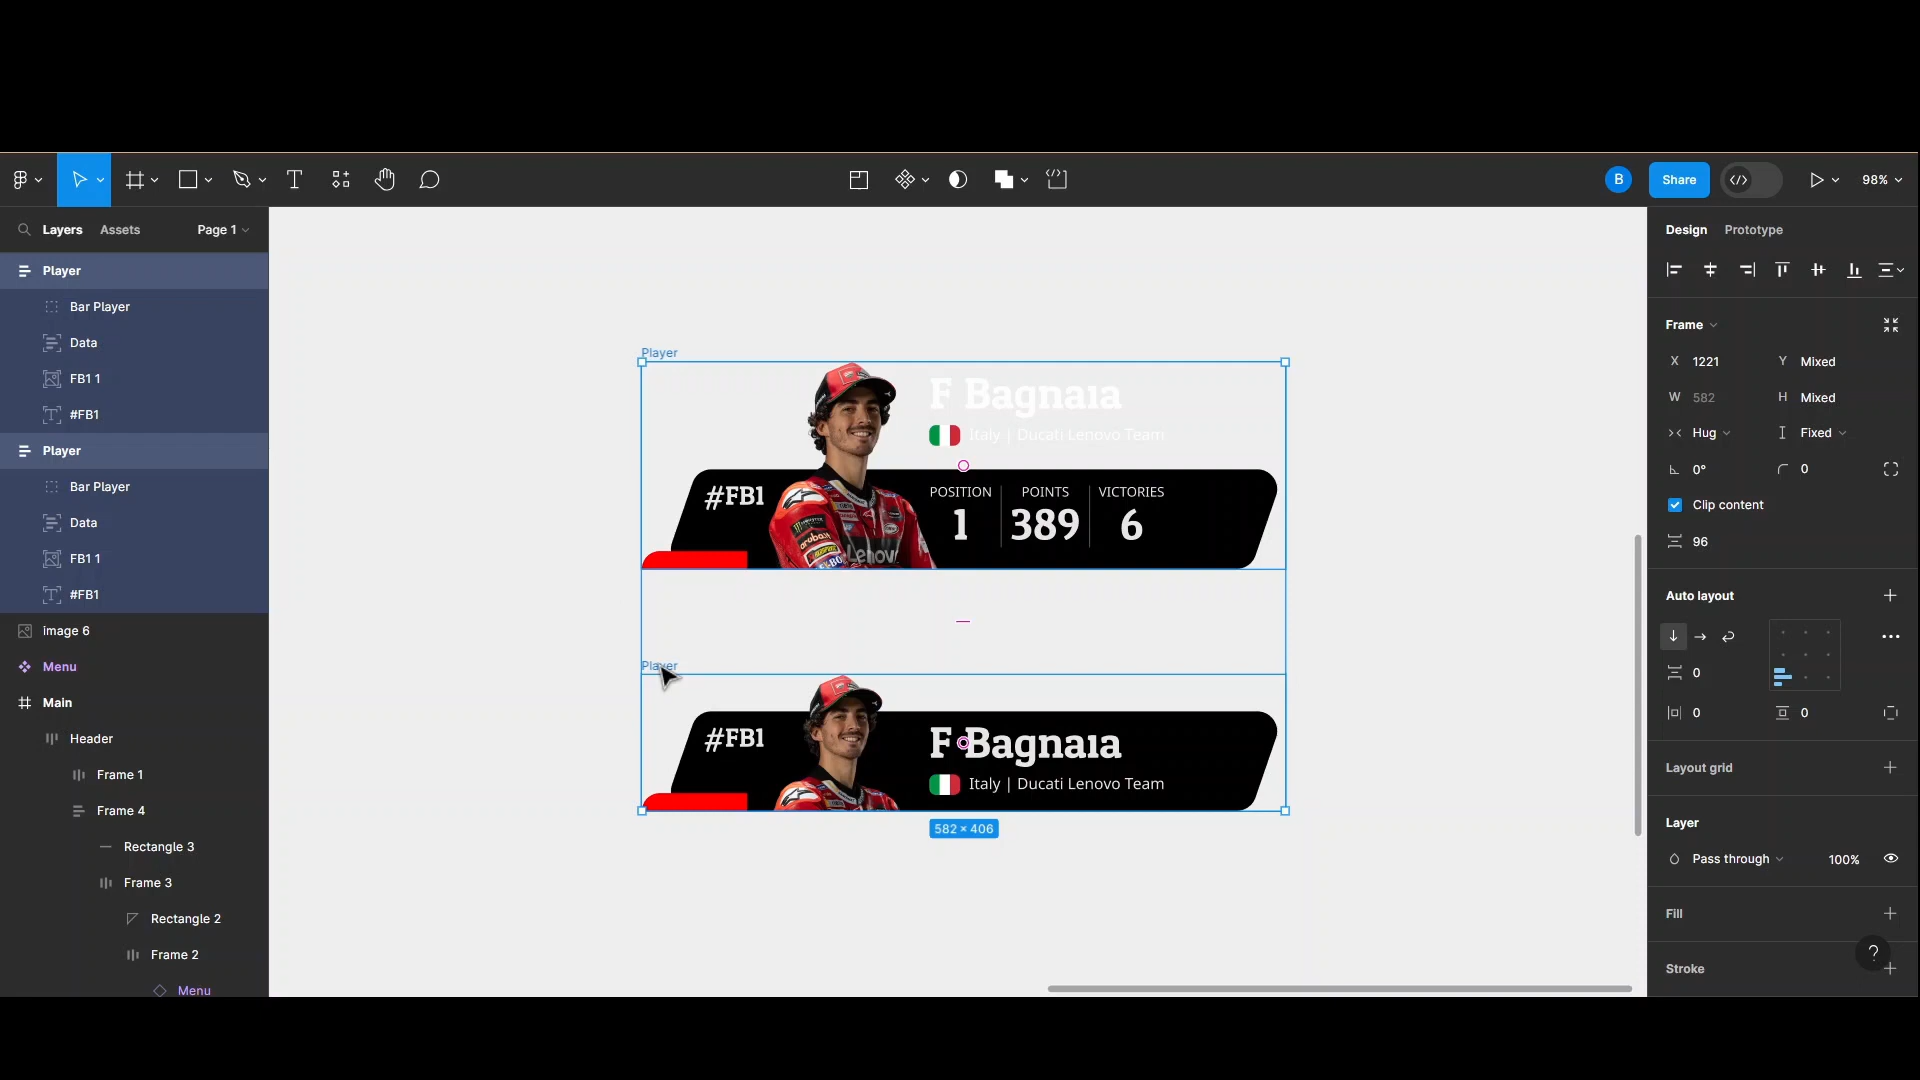 B
Share
98%
Layers
Assets
Page 1
Player
Bar Player
Data
FB1 1
#FB1
Player
Bar Player
Data
FB1 1
#FB1
image 6
Menu
Main
Header
Frame 1
Frame 4
Rectangle 3
Frame 3
Rectangle 2
Frame 2
Menu
Player
F Bagnaia
Italy | Ducati Lenovo Team
#FB1
POSITION
POINTS
VICTORIES
1
389
6
aruba.it
Lenovo
Player
#FB1
F Bagnaia
Italy | Ducati Lenovo Team
582 × 406
Design
Prototype
Frame
X 1221
Y Mixed
W 582
H Mixed
Hug
Fixed
0°
0
Clip content
96
Auto layout
0
0
0
Layout grid
Layer
Pass through
100%
Fill
?
Stroke